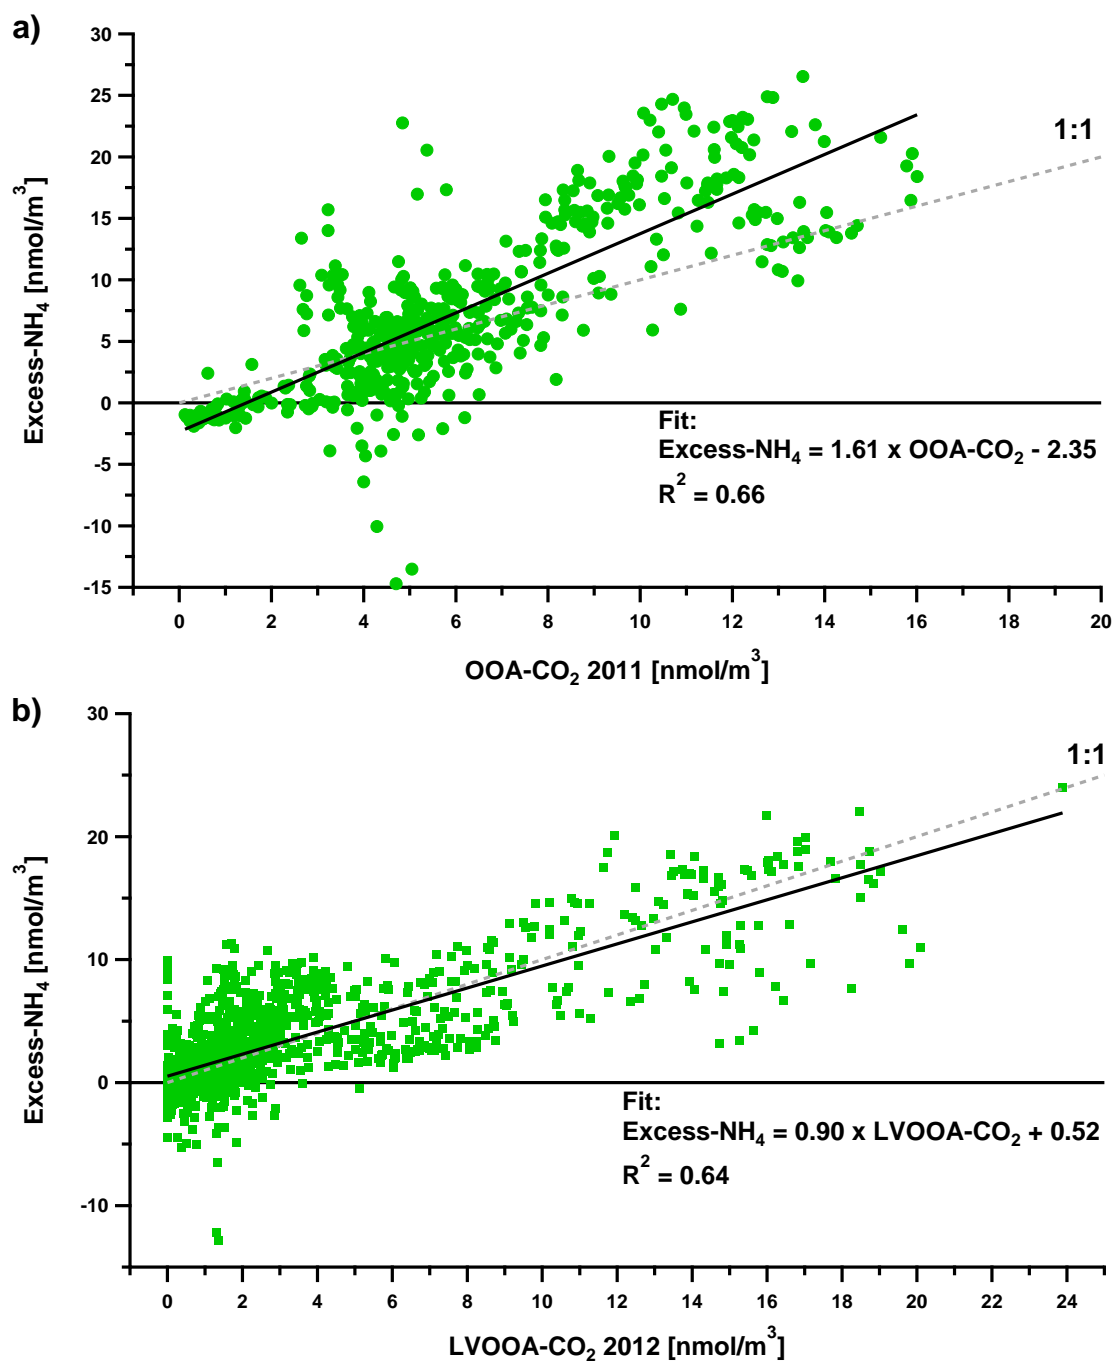 a)
30
25
20
15
10
5
0
-5
-10
-15
Excess-NH₄ [nmol/m³]
1:1
Fit:
Excess-NH₄ = 1.61 x OOA-CO₂ - 2.35
R² = 0.66
0 2 4 6 8 10 12 14 16 18 20
OOA-CO₂ 2011 [nmol/m³]
b)
30
20
10
0
-10
Excess-NH₄ [nmol/m³]
1:1
Fit:
Excess-NH₄ = 0.90 x LVOOA-CO₂ + 0.52
R² = 0.64
0 2 4 6 8 10 12 14 16 18 20 22 24
LVOOA-CO₂ 2012 [nmol/m³]